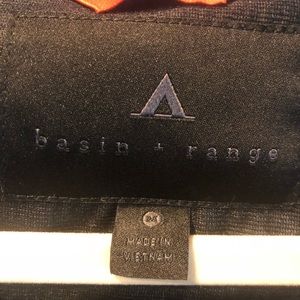 basin + range
M
MADE IN
VIETNAM